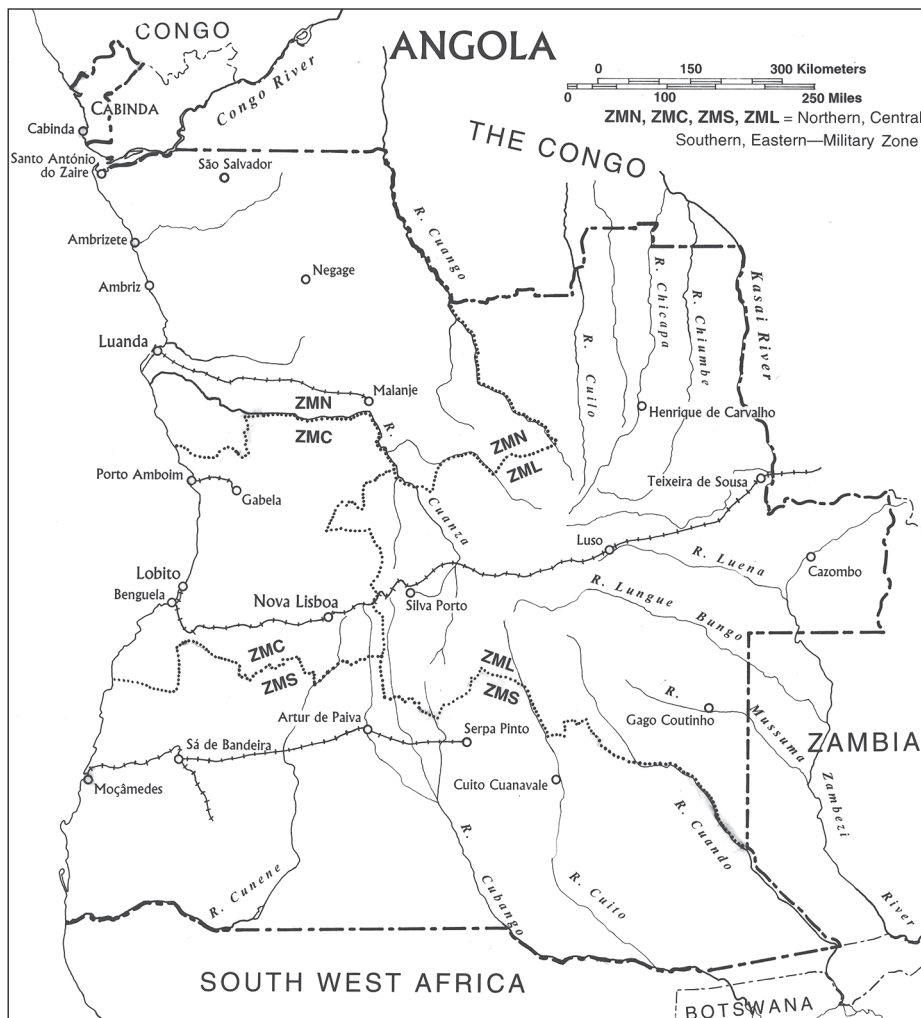 CONGO
ANGOLA
Congo River
0 150 300 Kilometers
0 100 250 Miles
ZMN, ZMC, ZMS, ZML = Northern, Central
Southern, Eastern—Military Zone
CABINDA
Cabinda
THE CONGO
Santo António
do Zaire
São Salvador
R. Cuango
Ambrizete
Negage
Ambriz
Kasai River
R. Chicapa
R. Chiumbe
R. Cuilo
Luanda
Malanje
ZMN
ZMC
Henrique de Carvalho
ZMN
ZML
R. Cuanza
Porto Amboim
Gabela
Teixeira de Sousa
Luso
R. Luena
Cazombo
Lobito
Benguela
Nova Lisboa
Silva Porto
R. Lungue Bungo
ZMC
ZMS
ZML
ZMS
R. Mussuma
Gago Coutinho
Artur de Paiva
Serpa Pinto
Sá de Bandeira
ZAMBIA
Moçâmedes
Cuito Cuanavale
Zambezi River
R. Cuando
R. Cunene
R. Cubango
R. Cuito
SOUTH WEST AFRICA
BOTSWANA